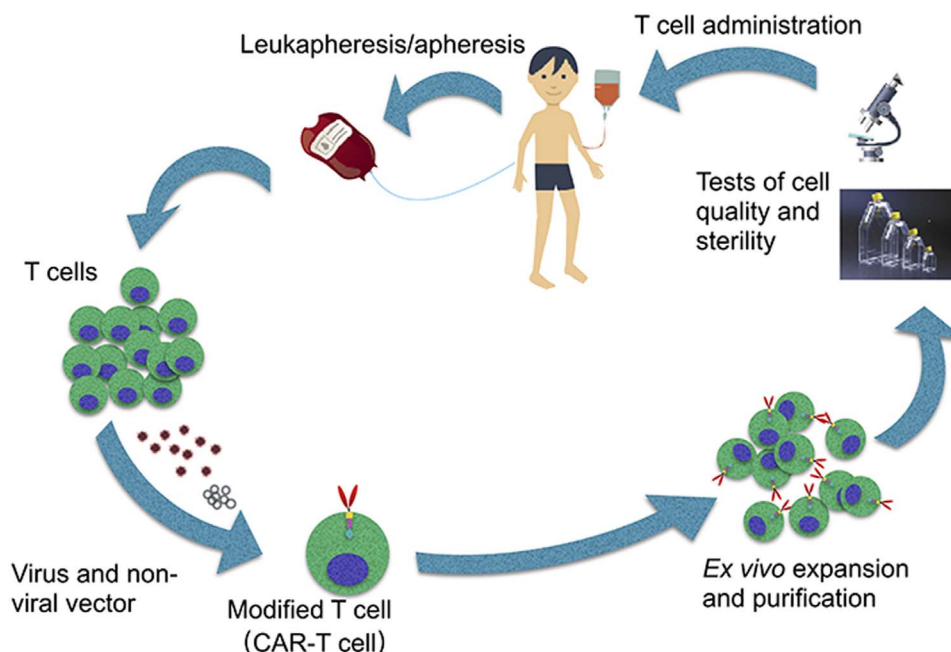 T cell administration
Leukapheresis/apheresis
Tests of cell
quality and
sterility
T cells
Virus and non-
viral vector
Modified T cell
(CAR-T cell)
Ex vivo expansion
and purification